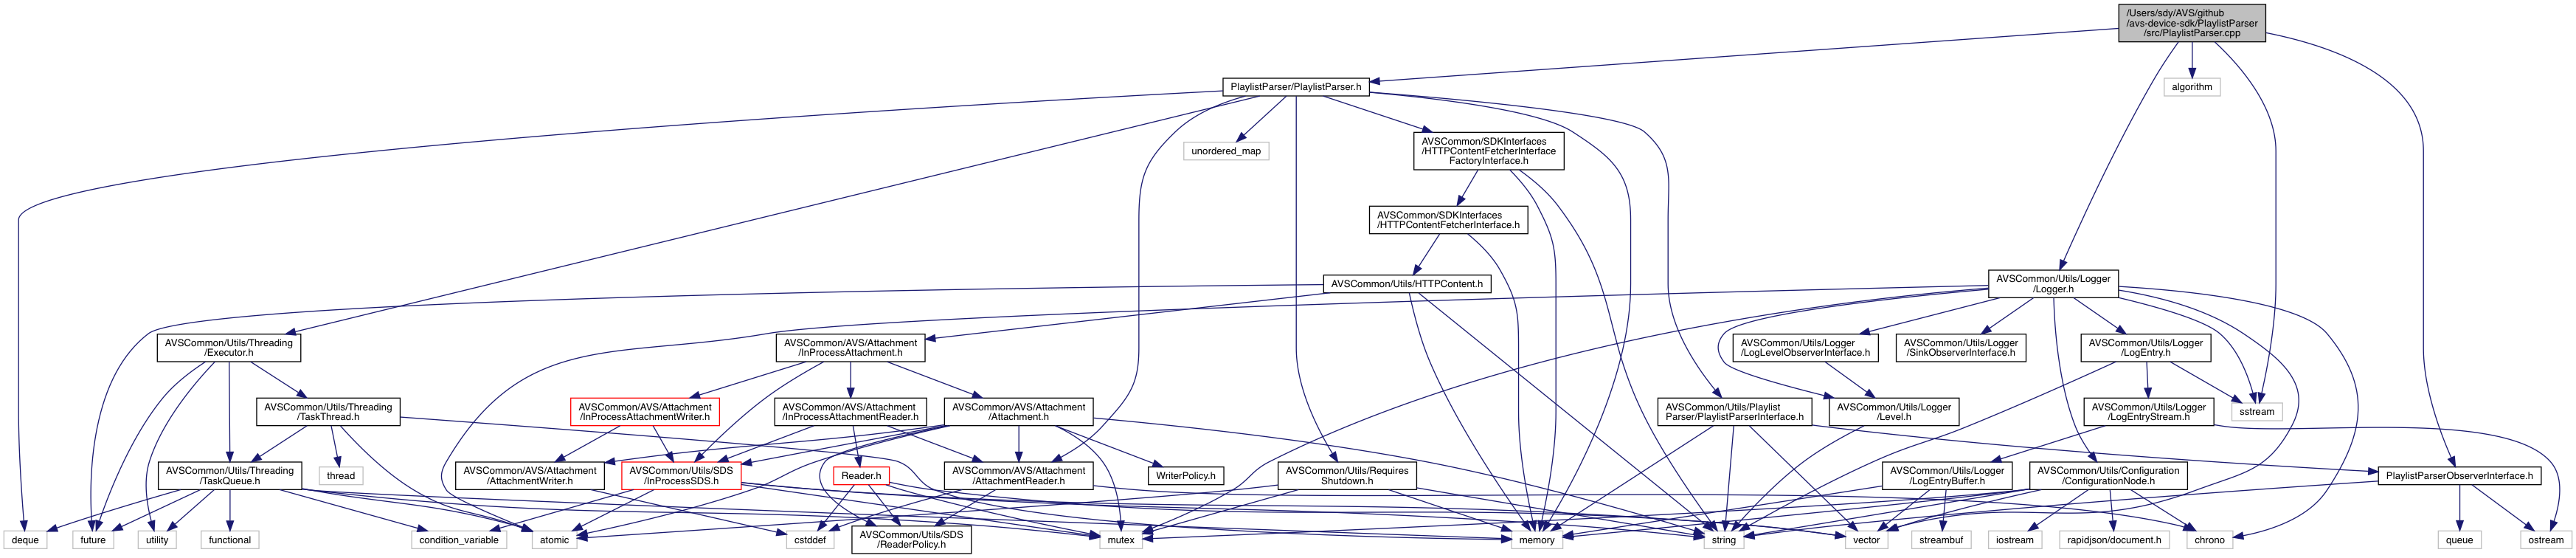 /Users/sdy/AVS/github
/avs-device-sdk/PlaylistParser
/src/PlaylistParser.cpp
PlaylistParser/PlaylistParser.h
algorithm
unordered_map
AVSCommon/SDKInterfaces
/HTTPContentFetcherInterface
FactoryInterface.h
AVSCommon/SDKInterfaces
/HTTPContentFetcherInterface.h
AVSCommon/Utils/HTTPContent.h
AVSCommon/Utils/Logger
/Logger.h
AVSCommon/Utils/Threading
/Executor.h
AVSCommon/AVS/Attachment
/InProcessAttachment.h
AVSCommon/Utils/Logger
/LogLevelObserverInterface.h
AVSCommon/Utils/Logger
/SinkObserverInterface.h
AVSCommon/Utils/Logger
/LogEntry.h
AVSCommon/Utils/Threading
/TaskThread.h
AVSCommon/AVS/Attachment
/InProcessAttachmentWriter.h
AVSCommon/AVS/Attachment
/InProcessAttachmentReader.h
AVSCommon/AVS/Attachment
/Attachment.h
AVSCommon/Utils/Playlist
Parser/PlaylistParserInterface.h
AVSCommon/Utils/Logger
/Level.h
AVSCommon/Utils/Logger
/LogEntryStream.h
sstream
AVSCommon/Utils/Threading
/TaskQueue.h
thread
AVSCommon/AVS/Attachment
/AttachmentWriter.h
AVSCommon/Utils/SDS
/InProcessSDS.h
Reader.h
AVSCommon/AVS/Attachment
/AttachmentReader.h
WriterPolicy.h
AVSCommon/Utils/Requires
Shutdown.h
AVSCommon/Utils/Logger
/LogEntryBuffer.h
AVSCommon/Utils/Configuration
/ConfigurationNode.h
PlaylistParserObserverInterface.h
deque
future
utility
functional
condition_variable
atomic
cstddef
AVSCommon/Utils/SDS
/ReaderPolicy.h
mutex
memory
string
vector
streambuf
iostream
rapidjson/document.h
chrono
queue
ostream